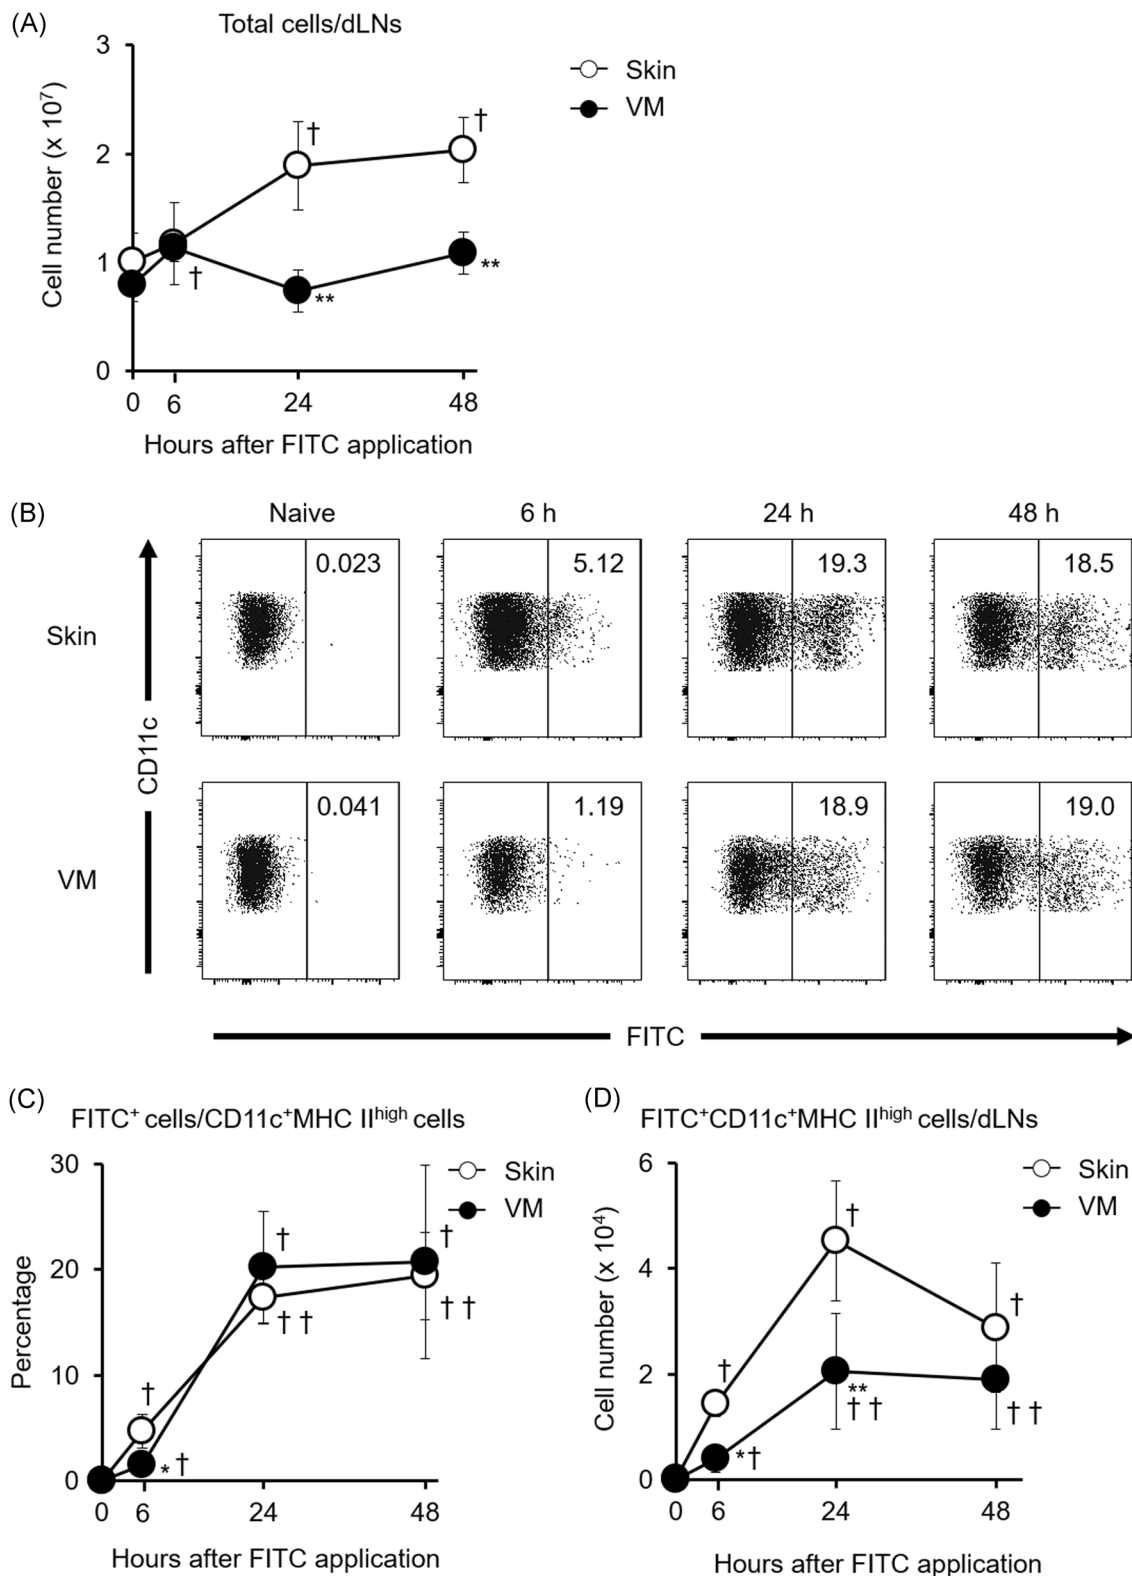 (A)
Total cells/dLNs
Skin
VM
Cell number (x 10⁷)
3
2
1
0
†
†
†
**
**
0 6 24 48
Hours after FITC application
(B)
Naive 6 h 24 h 48 h
Skin
0.023 5.12 19.3 18.5
CD11c
VM
0.041 1.19 18.9 19.0
FITC
(C)
FITC⁺ cells/CD11c⁺MHC IIʰⁱᵍʰ cells
Skin
VM
Percentage
30
20
10
0
†
* †
†
† †
†
† †
0 6 24 48
Hours after FITC application
(D)
FITC⁺CD11c⁺MHC IIʰⁱᵍʰ cells/dLNs
Skin
VM
Cell number (x 10⁴)
6
4
2
0
†
*†
†
**
† †
†
† †
0 6 24 48
Hours after FITC application